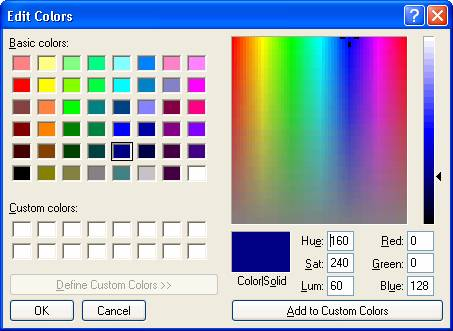 Edit Colors
Basic colors:
Custom colors:
Define Custom Colors >>
OK
Cancel
Color|Solid
Hue: 160
Sat: 240
Lum: 60
Red: 0
Green: 0
Blue: 128
Add to Custom Colors